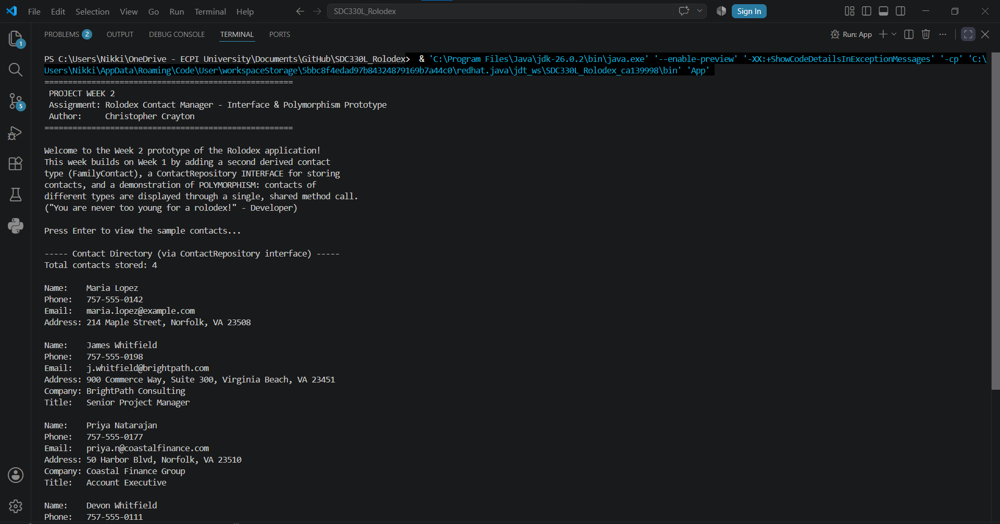 File Edit Selection View Go Run Terminal Help
SDC330L_Rolodex
Sign In
PROBLEMS 2 OUTPUT DEBUG CONSOLE TERMINAL PORTS
Run: App
1
5
PS C:\Users\Nikki\OneDrive - ECPI University\Documents\GitHub\SDC330L_Rolodex>  & 'C:\Program Files\Java\jdk-26.0.2\bin\java.exe' '--enable-preview' '-XX:+ShowCodeDetailsInExceptionMessages' '-cp' 'C:\
Users\Nikki\AppData\Roaming\Code\User\workspaceStorage\5bbc8f4edad97b84324879169b7a44c0\redhat.java\jdt_ws\SDC330L_Rolodex_ca139998\bin' 'App'
=====================================================
PROJECT WEEK 2
Assignment: Rolodex Contact Manager - Interface & Polymorphism Prototype
Author:     Christopher Crayton
=====================================================
Welcome to the Week 2 prototype of the Rolodex application!
This week builds on Week 1 by adding a second derived contact
type (FamilyContact), a ContactRepository INTERFACE for storing
contacts, and a demonstration of POLYMORPHISM: contacts of
different types are displayed through a single, shared method call.
("You are never too young for a rolodex!" - Developer)
Press Enter to view the sample contacts...
----- Contact Directory (via ContactRepository interface) -----
Total contacts stored: 4
Name:    Maria Lopez
Phone:   757-555-0142
Email:   maria.lopez@example.com
Address: 214 Maple Street, Norfolk, VA 23508
Name:    James Whitfield
Phone:   757-555-0198
Email:   j.whitfield@brightpath.com
Address: 900 Commerce Way, Suite 300, Virginia Beach, VA 23451
Company: BrightPath Consulting
Title:   Senior Project Manager
Name:    Priya Natarajan
Phone:   757-555-0177
Email:   priya.n@coastalfinance.com
Address: 50 Harbor Blvd, Norfolk, VA 23510
Company: Coastal Finance Group
Title:   Account Executive
Name:    Devon Whitfield
Phone:   757-555-0111